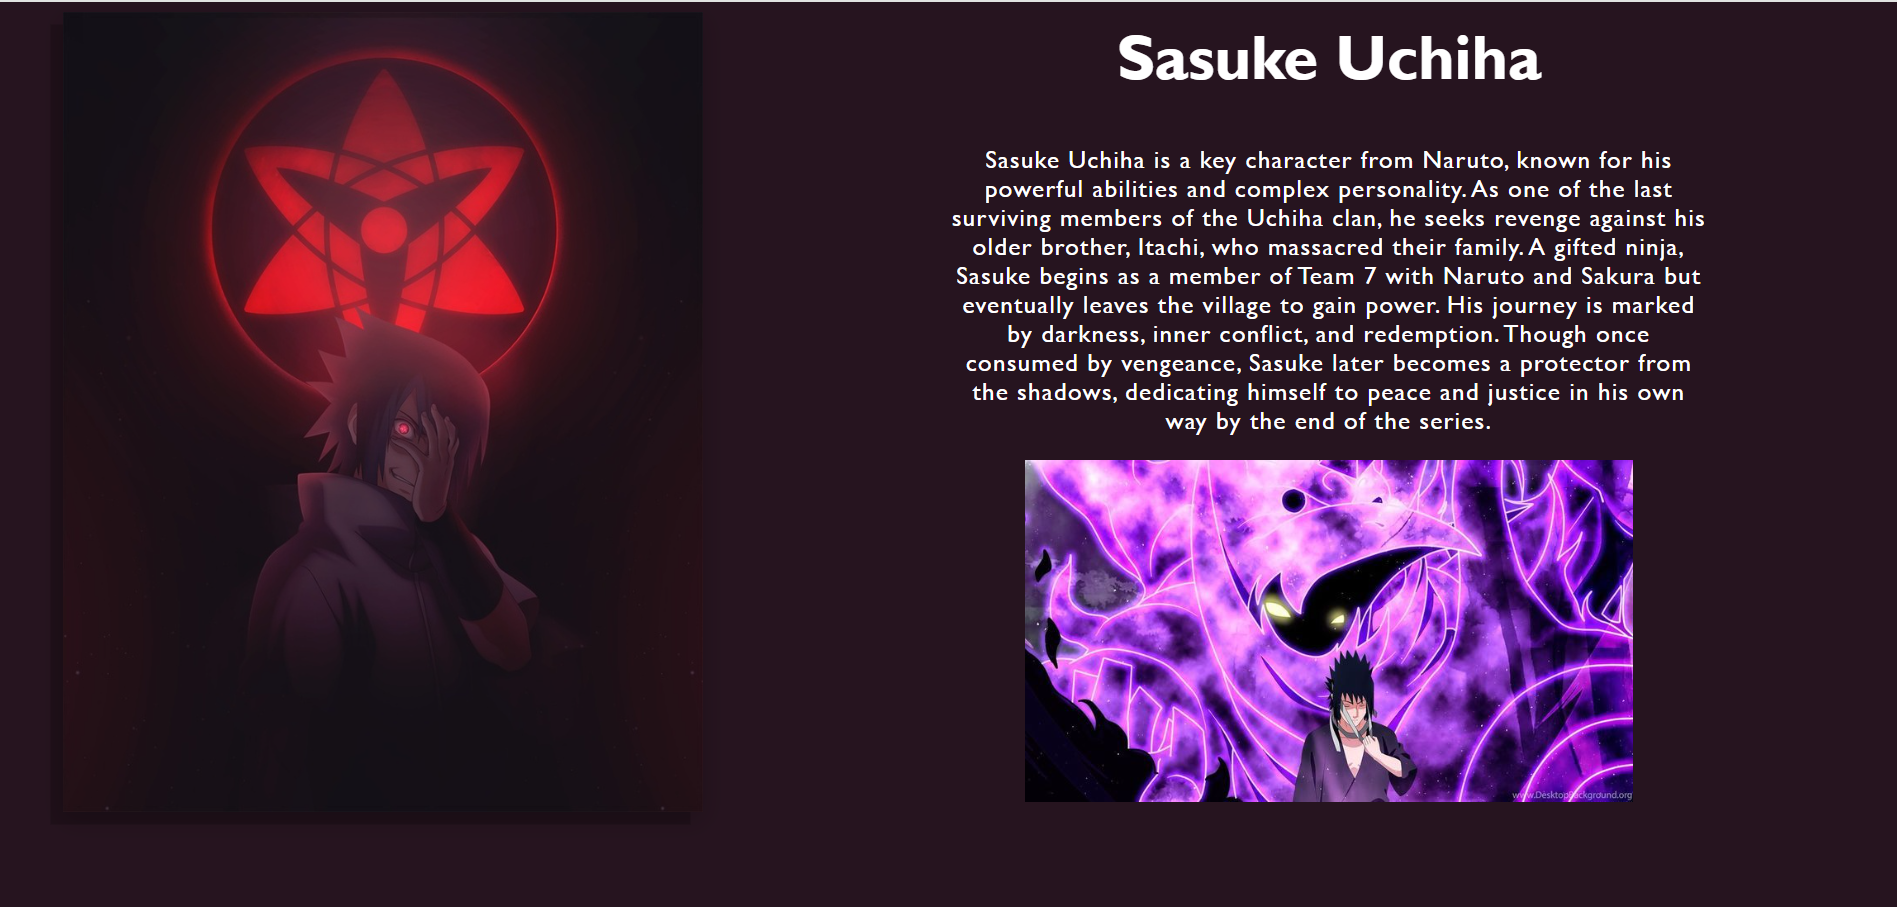 Sasuke Uchiha
Sasuke Uchiha is a key character from Naruto, known for his
powerful abilities and complex personality. As one of the last
surviving members of the Uchiha clan, he seeks revenge against his
older brother, Itachi, who massacred their family. A gifted ninja,
Sasuke begins as a member of Team 7 with Naruto and Sakura but
eventually leaves the village to gain power. His journey is marked
by darkness, inner conflict, and redemption. Though once
consumed by vengeance, Sasuke later becomes a protector from
the shadows, dedicating himself to peace and justice in his own
way by the end of the series.
www.DesktopBackground.org